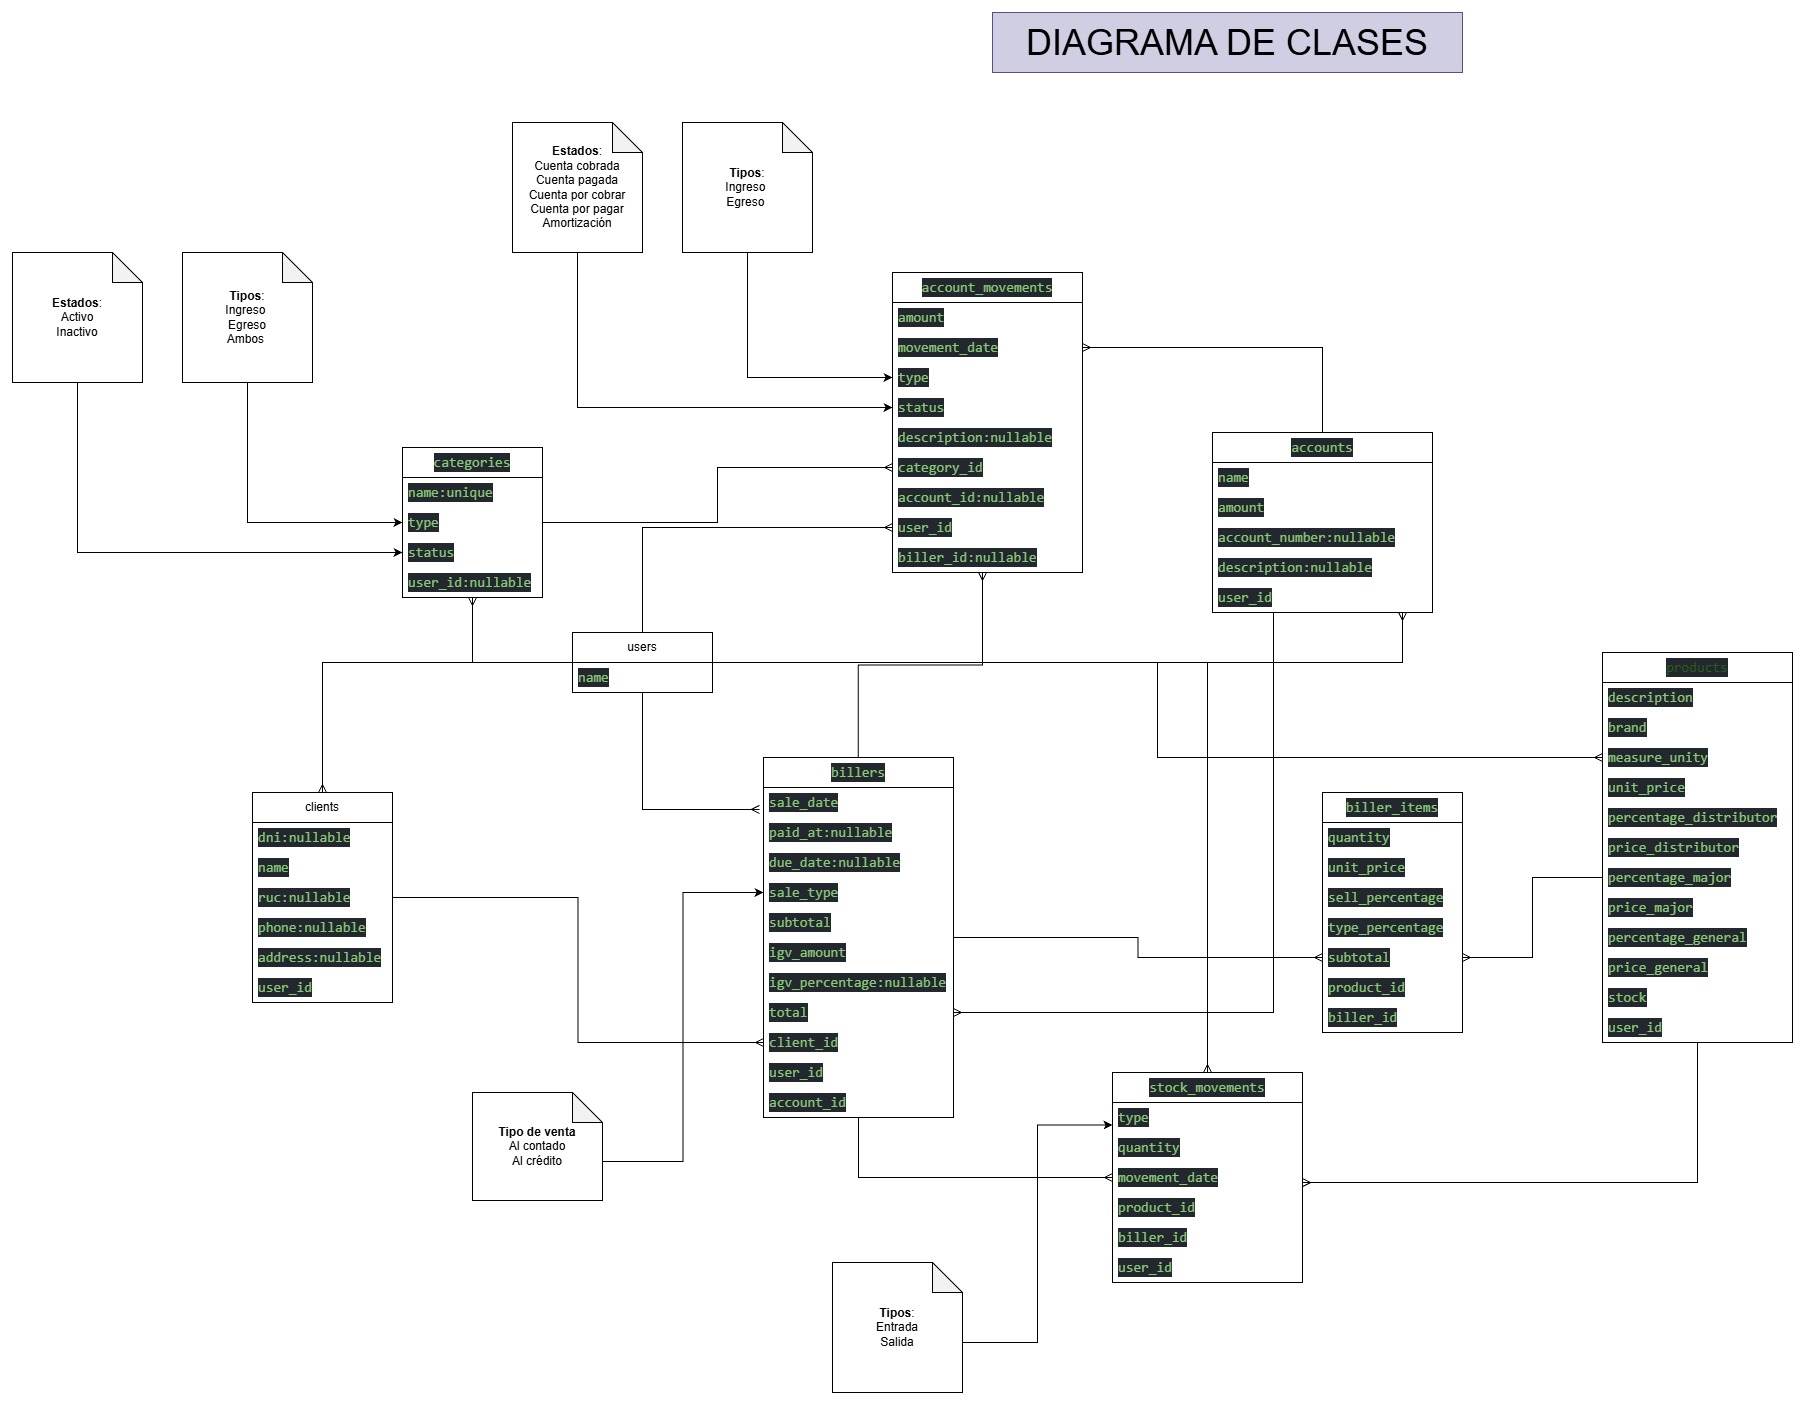 DIAGRAMA DE CLASES
Estados:
Cuenta cobrada
Cuenta pagada
Cuenta por cobrar
Cuenta por pagar
Amortización
Tipos:
Ingreso
Egreso
Estados:
Activo
Inactivo
Tipos:
Ingreso
Egreso
Ambos
account_movements
amount
movement_date
type
status
description:nullable
category_id
account_id:nullable
user_id
biller_id:nullable
categories
name:unique
type
status
user_id:nullable
accounts
name
amount
account_number:nullable
description:nullable
user_id
users
name
products
description
brand
measure_unity
unit_price
percentage_distributor
price_distributor
percentage_major
price_major
percentage_general
price_general
stock
user_id
clients
dni:nullable
name
ruc:nullable
phone:nullable
address:nullable
user_id
billers
sale_date
paid_at:nullable
due_date:nullable
sale_type
subtotal
igv_amount
igv_percentage:nullable
total
client_id
user_id
account_id
biller_items
quantity
unit_price
sell_percentage
type_percentage
subtotal
product_id
biller_id
Tipo de venta
Al contado
Al crédito
stock_movements
type
quantity
movement_date
product_id
biller_id
user_id
Tipos:
Entrada
Salida